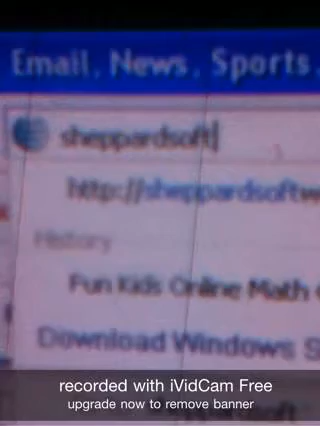 Email, News, Sports,
sheppardsoft
http://sheppardsoftw
History
Fun Kids Online Math
Download Windows S
recorded with iVidCam Free
upgrade now to remove banner